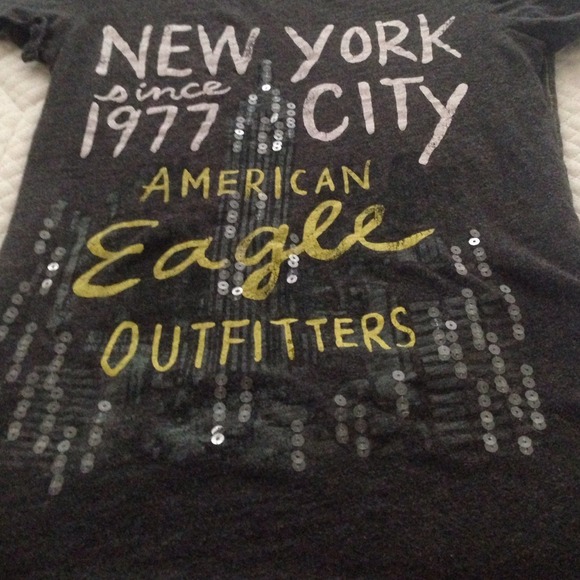 NEW YORK
since
1977 CITY
AMERICAN
Eagle
OUTFITTERS